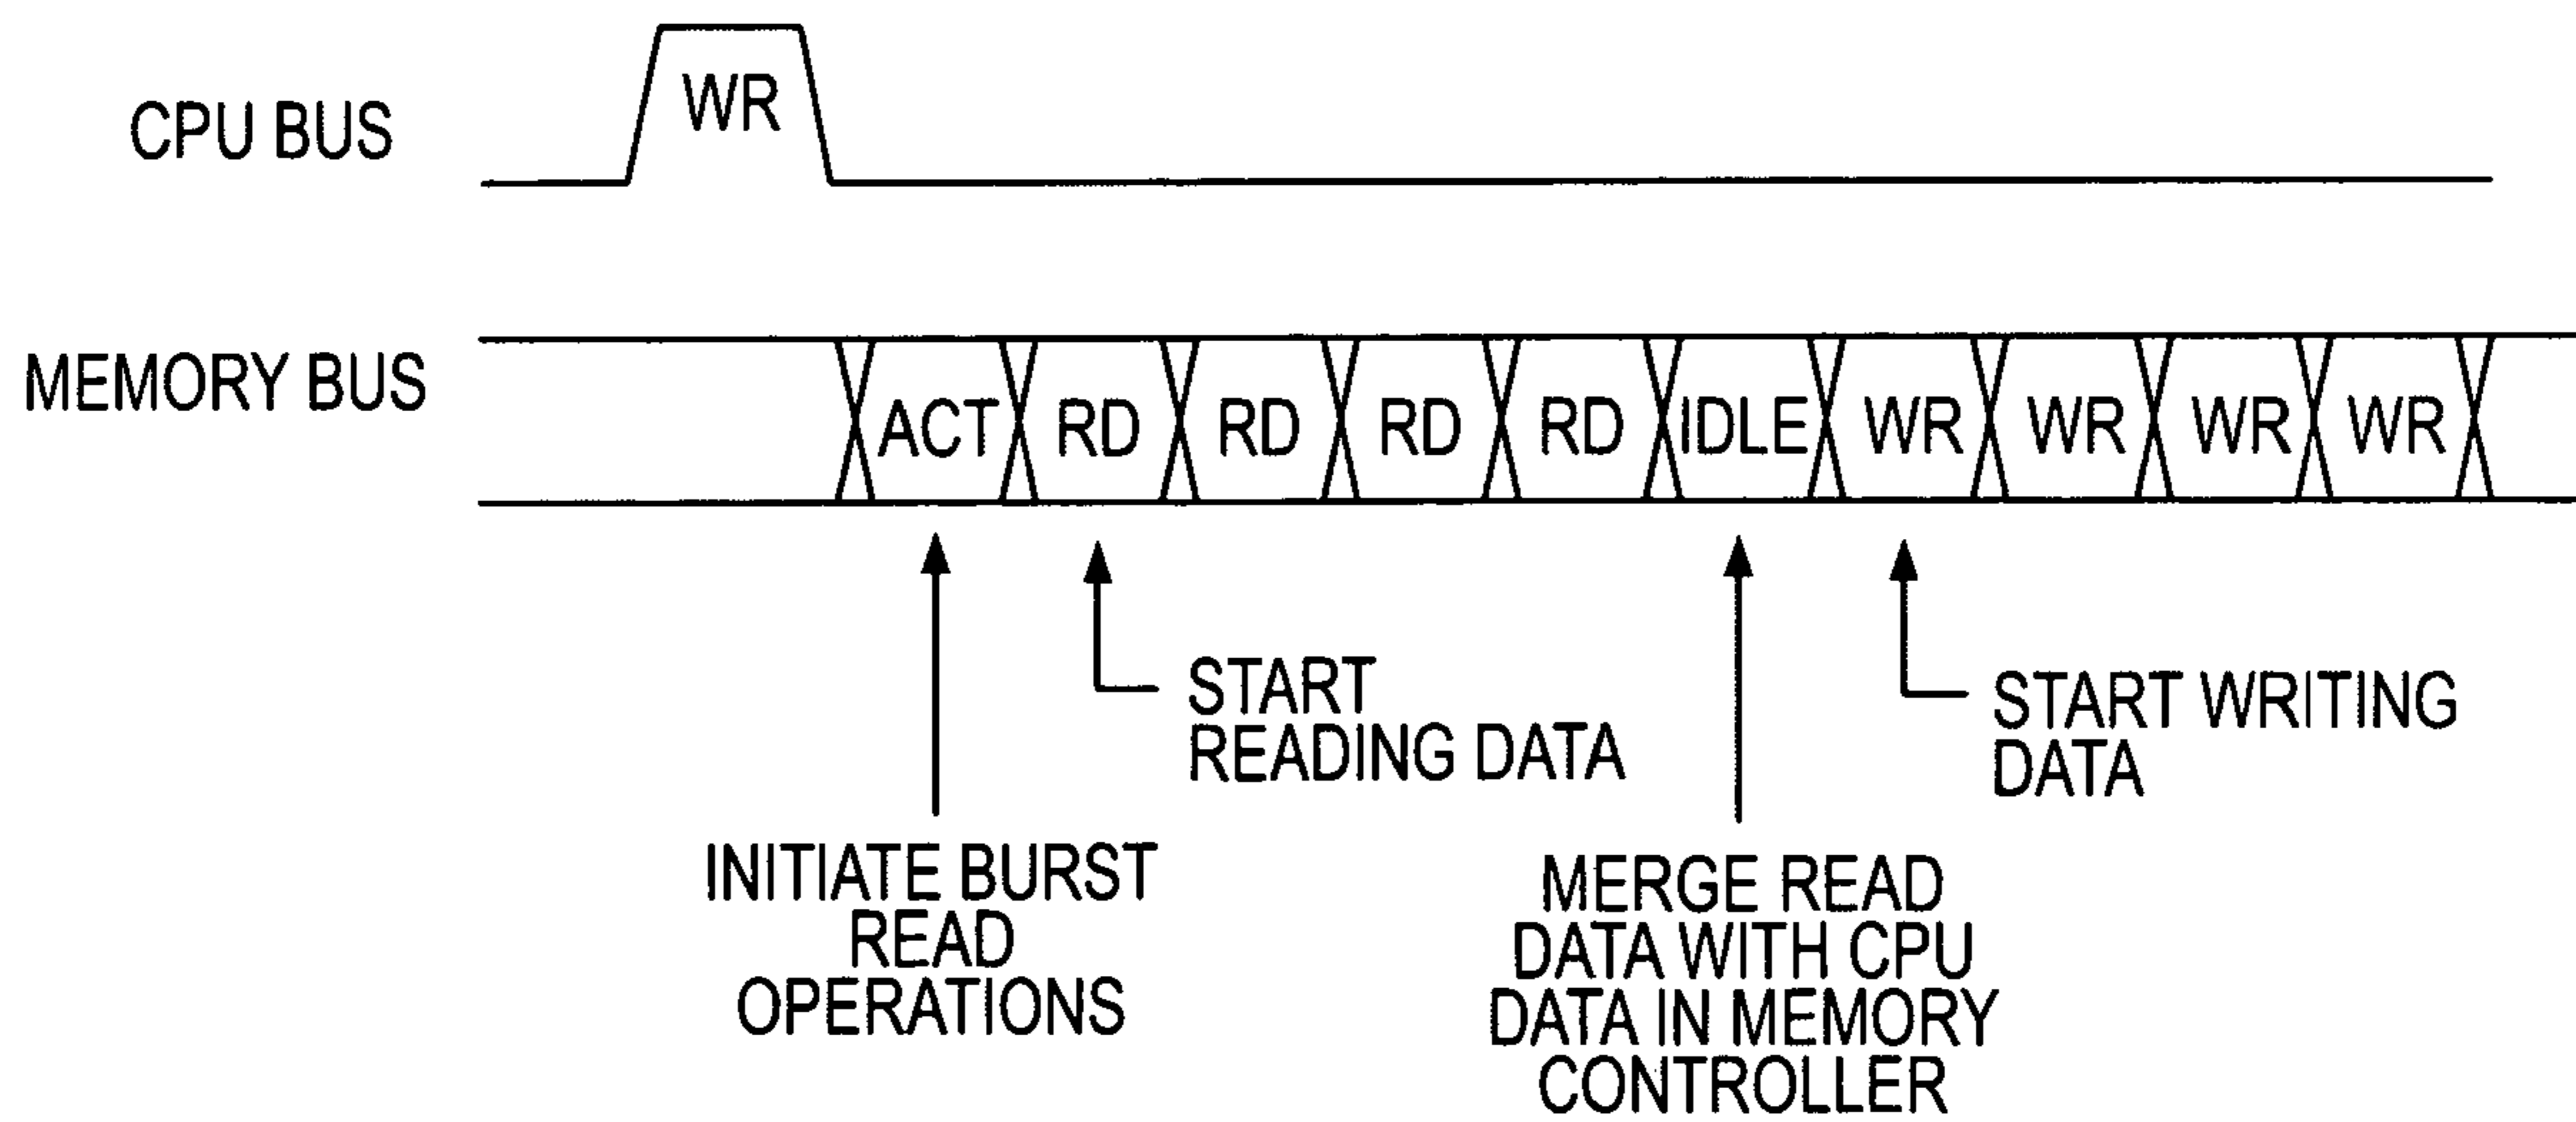 WR
CPU BUS
MEMORY BUS
ACT RD RD RD RD IDLE WR WR WR WR
START
READING DATA
START WRITING
DATA
INITIATE BURST
READ
OPERATIONS
MERGE READ
DATA WITH CPU
DATA IN MEMORY
CONTROLLER